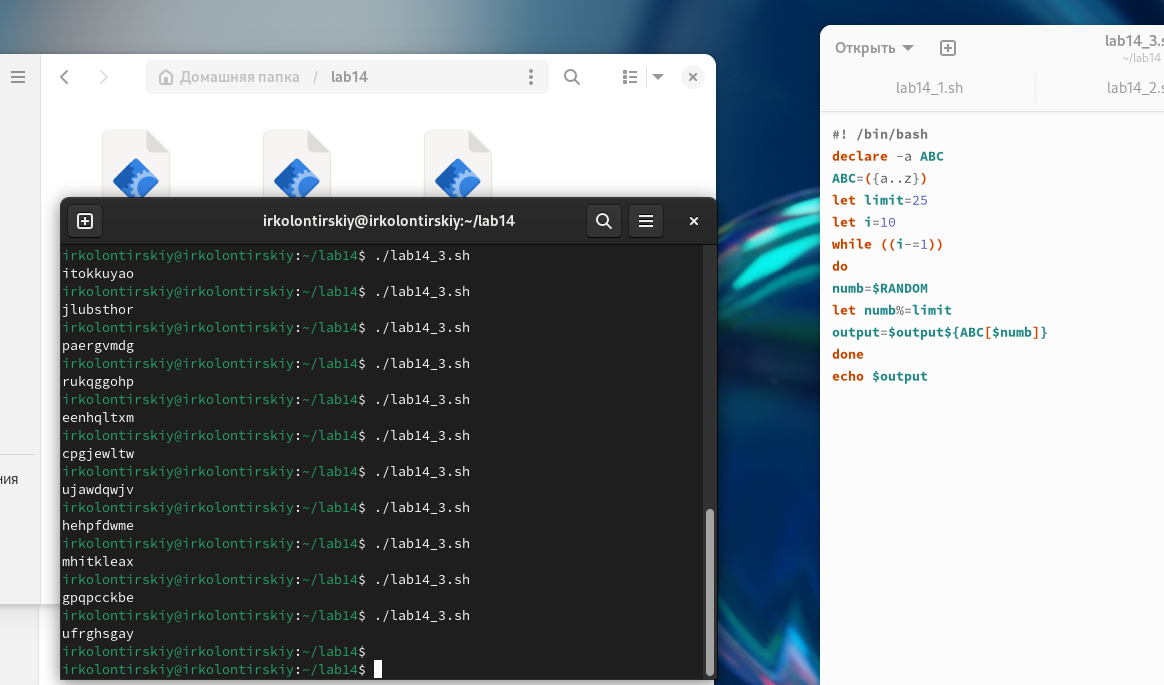 Домашняя папка / lab14
ния
irkolontirskiy@irkolontirskiy:~/lab14
irkolontirskiy@irkolontirskiy:~/lab14$ ./lab14_3.sh
itokkuyao
irkolontirskiy@irkolontirskiy:~/lab14$ ./lab14_3.sh
jlubsthor
irkolontirskiy@irkolontirskiy:~/lab14$ ./lab14_3.sh
paergvmdg
irkolontirskiy@irkolontirskiy:~/lab14$ ./lab14_3.sh
rukqggohp
irkolontirskiy@irkolontirskiy:~/lab14$ ./lab14_3.sh
eenhqltxm
irkolontirskiy@irkolontirskiy:~/lab14$ ./lab14_3.sh
cpgjewltw
irkolontirskiy@irkolontirskiy:~/lab14$ ./lab14_3.sh
ujawdqwjv
irkolontirskiy@irkolontirskiy:~/lab14$ ./lab14_3.sh
hehpfdwme
irkolontirskiy@irkolontirskiy:~/lab14$ ./lab14_3.sh
mhitkleax
irkolontirskiy@irkolontirskiy:~/lab14$ ./lab14_3.sh
gpqpcckbe
irkolontirskiy@irkolontirskiy:~/lab14$ ./lab14_3.sh
ufrghsgay
irkolontirskiy@irkolontirskiy:~/lab14$
irkolontirskiy@irkolontirskiy:~/lab14$
Открыть
lab14_3.s
~/lab14
lab14_1.sh
lab14_2.s
#! /bin/bash
declare -a ABC
ABC=({a..z})
let limit=25
let i=10
while ((i-=1))
do
numb=$RANDOM
let numb%=limit
output=$output${ABC[$numb]}
done
echo $output